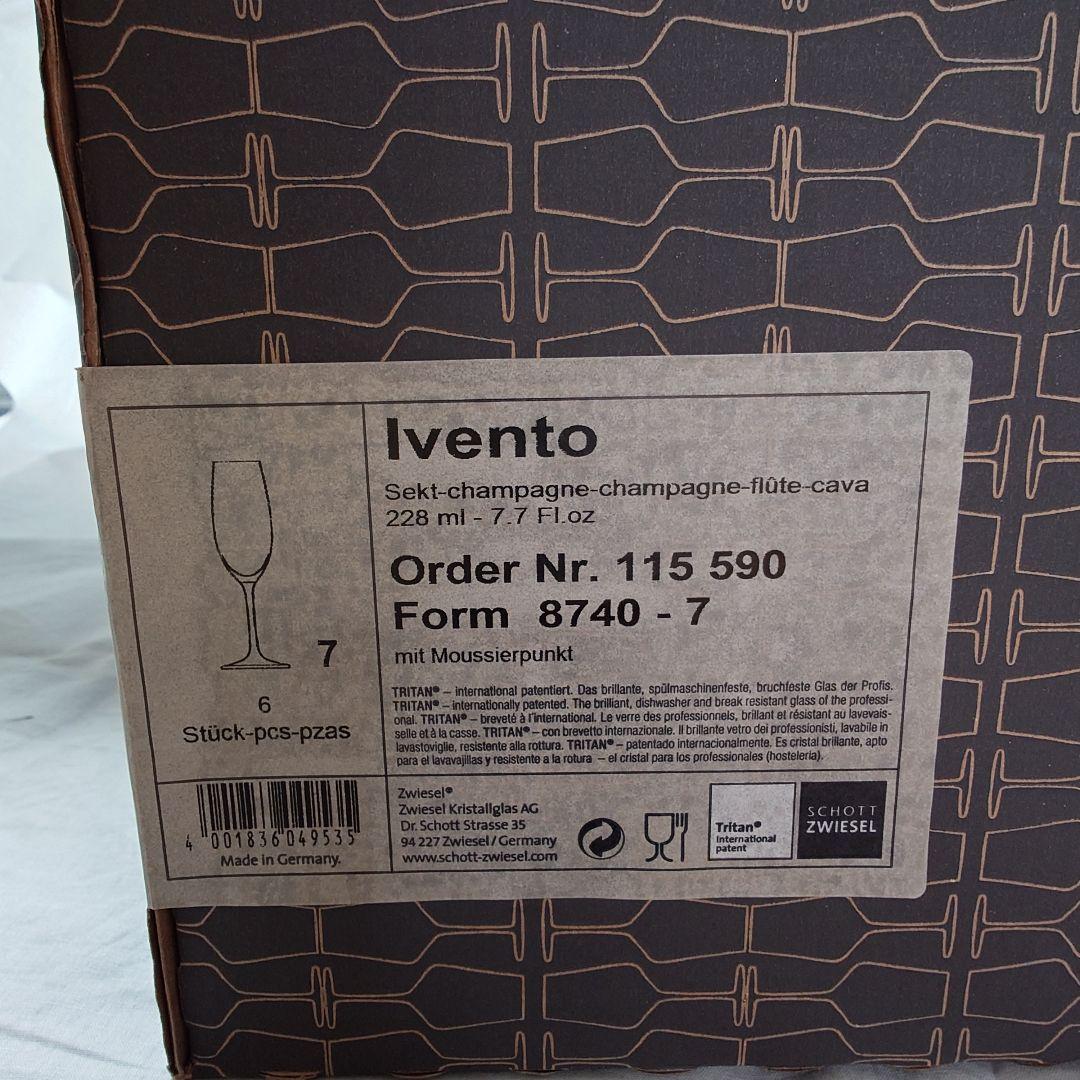 Ivento
Sekt-champagne-champagne-flûte-cava
228 ml - 7.7 Fl.oz
Order Nr. 115 590
Form 8740 - 7
mit Moussierpunkt
7
6
Stück-pcs-pzas
TRITAN® – international patentiert. Das brillante, spülmaschinenfeste, bruchfeste Glas der Profis.
TRITAN® – internationally patented. The brilliant, dishwasher and break resistant glass of the professi-
onal. TRITAN® – breveté à l'international. Le verre des professionnels, brillant et résistant au lavevais-
selle et à la casse. TRITAN® – con brevetto internazionale. Il brillante vetro dei professionisti, lavabile in
lavastoviglie, resistente alla rottura. TRITAN® – patentado internacionalmente. Es cristal brillante, apto
para el lavavajillas y resistente a la rotura – el cristal para los professionales (hostelería).
4 001836 049535
Made in Germany.
Zwiesel®
Zwiesel Kristallglas AG
Dr. Schott Strasse 35
94 227 Zwiesel / Germany
www.schott-zwiesel.com
Tritan®
International
patent
SCHOTT
ZWIESEL